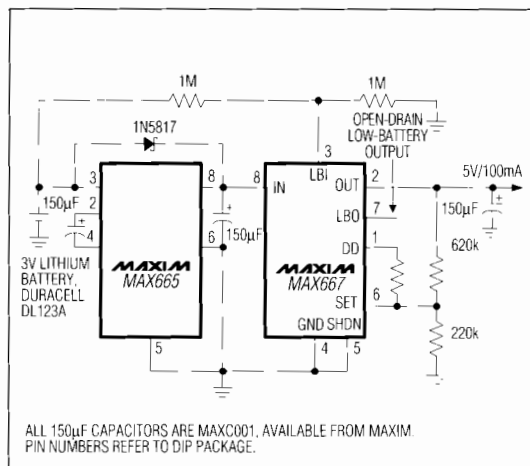 1M
1M
1N5817
OPEN-DRAIN
LOW-BATTERY
OUTPUT
3
LBI
3
8
8
IN
OUT
2
5V/100mA
2
150µF
4
6
150µF
LBO
7
150µF
DD
1
620k
MAXIM
MAX665
MAXIM
MAX667
SET
6
3V LITHIUM
BATTERY,
DURACELL
DL123A
GND SHDN
220k
5
4
5
ALL 150µF CAPACITORS ARE MAXC001, AVAILABLE FROM MAXIM.
PIN NUMBERS REFER TO DIP PACKAGE.